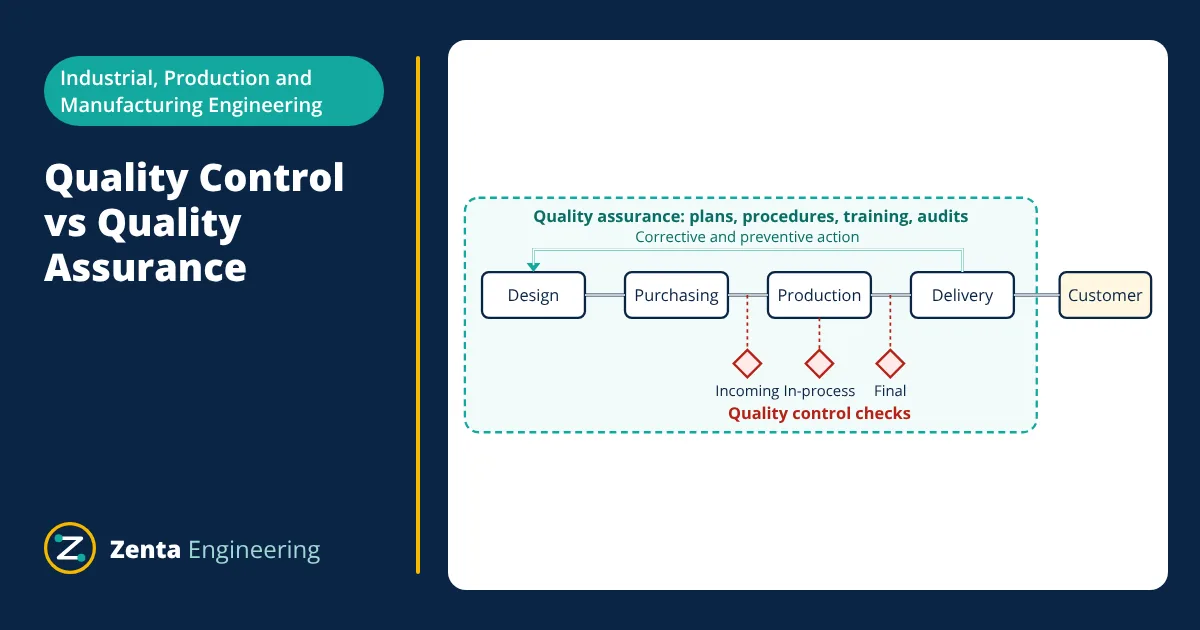 Industrial, Production and
Manufacturing Engineering
Quality Control
vs Quality
Assurance
Zenta Engineering
Quality assurance: plans, procedures, training, audits
Corrective and preventive action
Design
Purchasing
Production
Delivery
Customer
Incoming
In-process
Final
Quality control checks